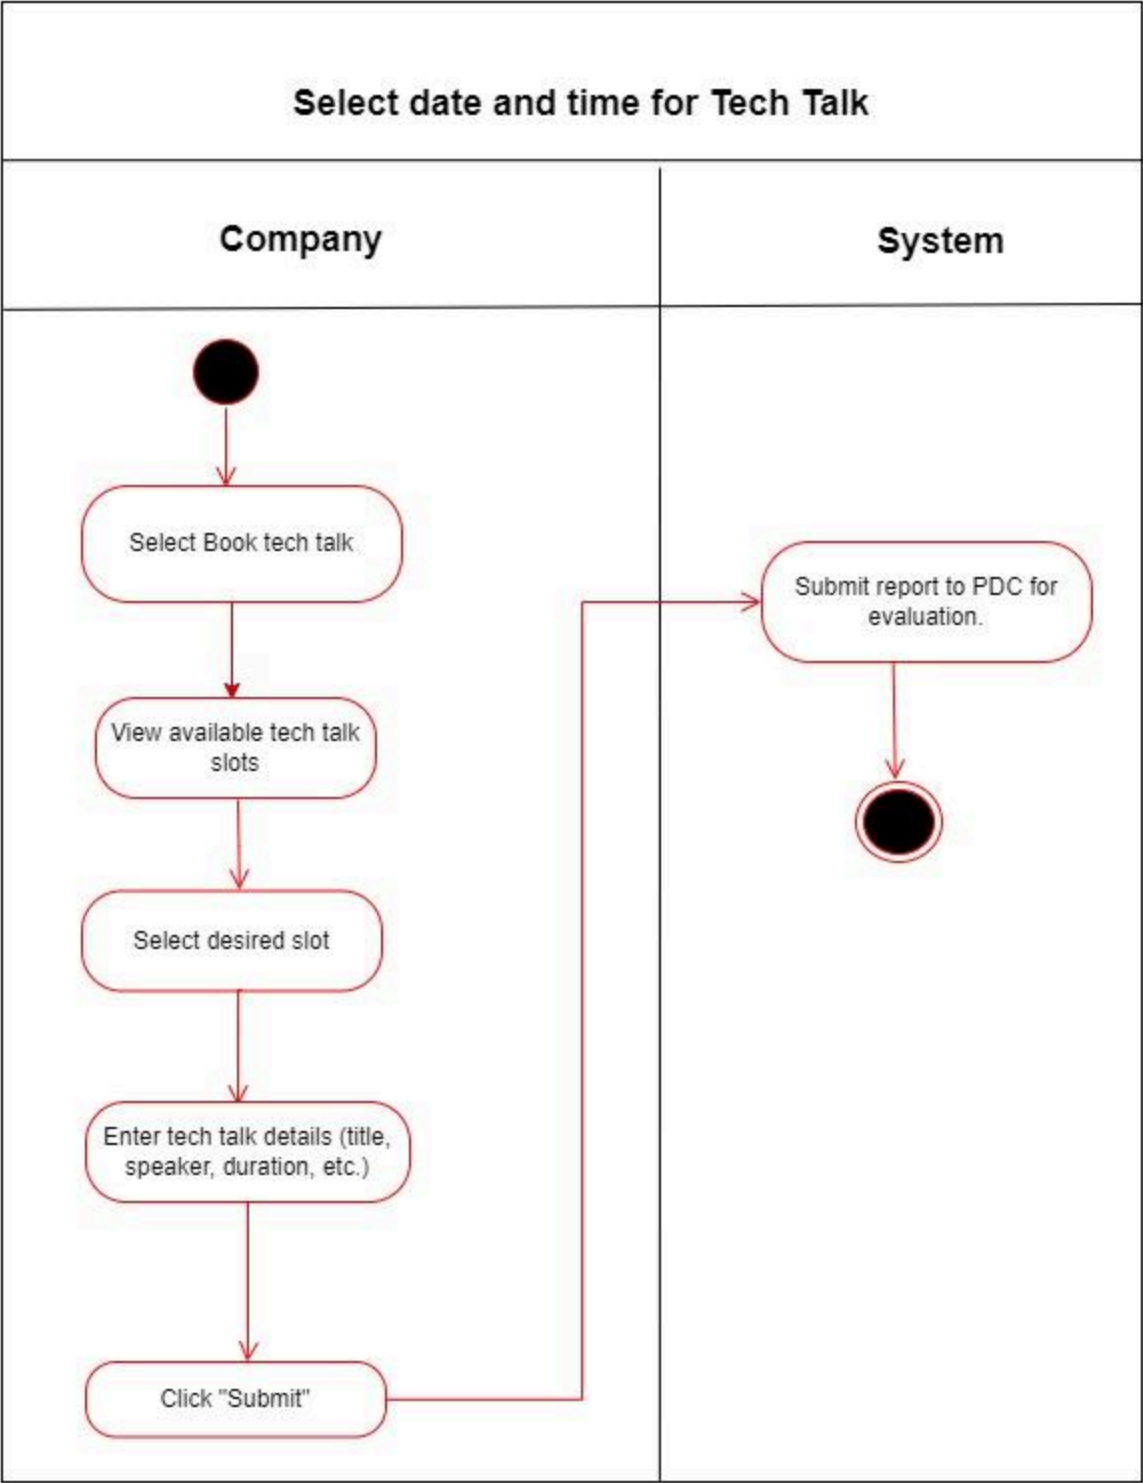 Select date and time for Tech Talk
Company
System
Select Book tech talk
View available tech talk
slots
Select desired slot
Enter tech talk details (title,
speaker, duration, etc.)
Click "Submit"
Submit report to PDC for
evaluation.